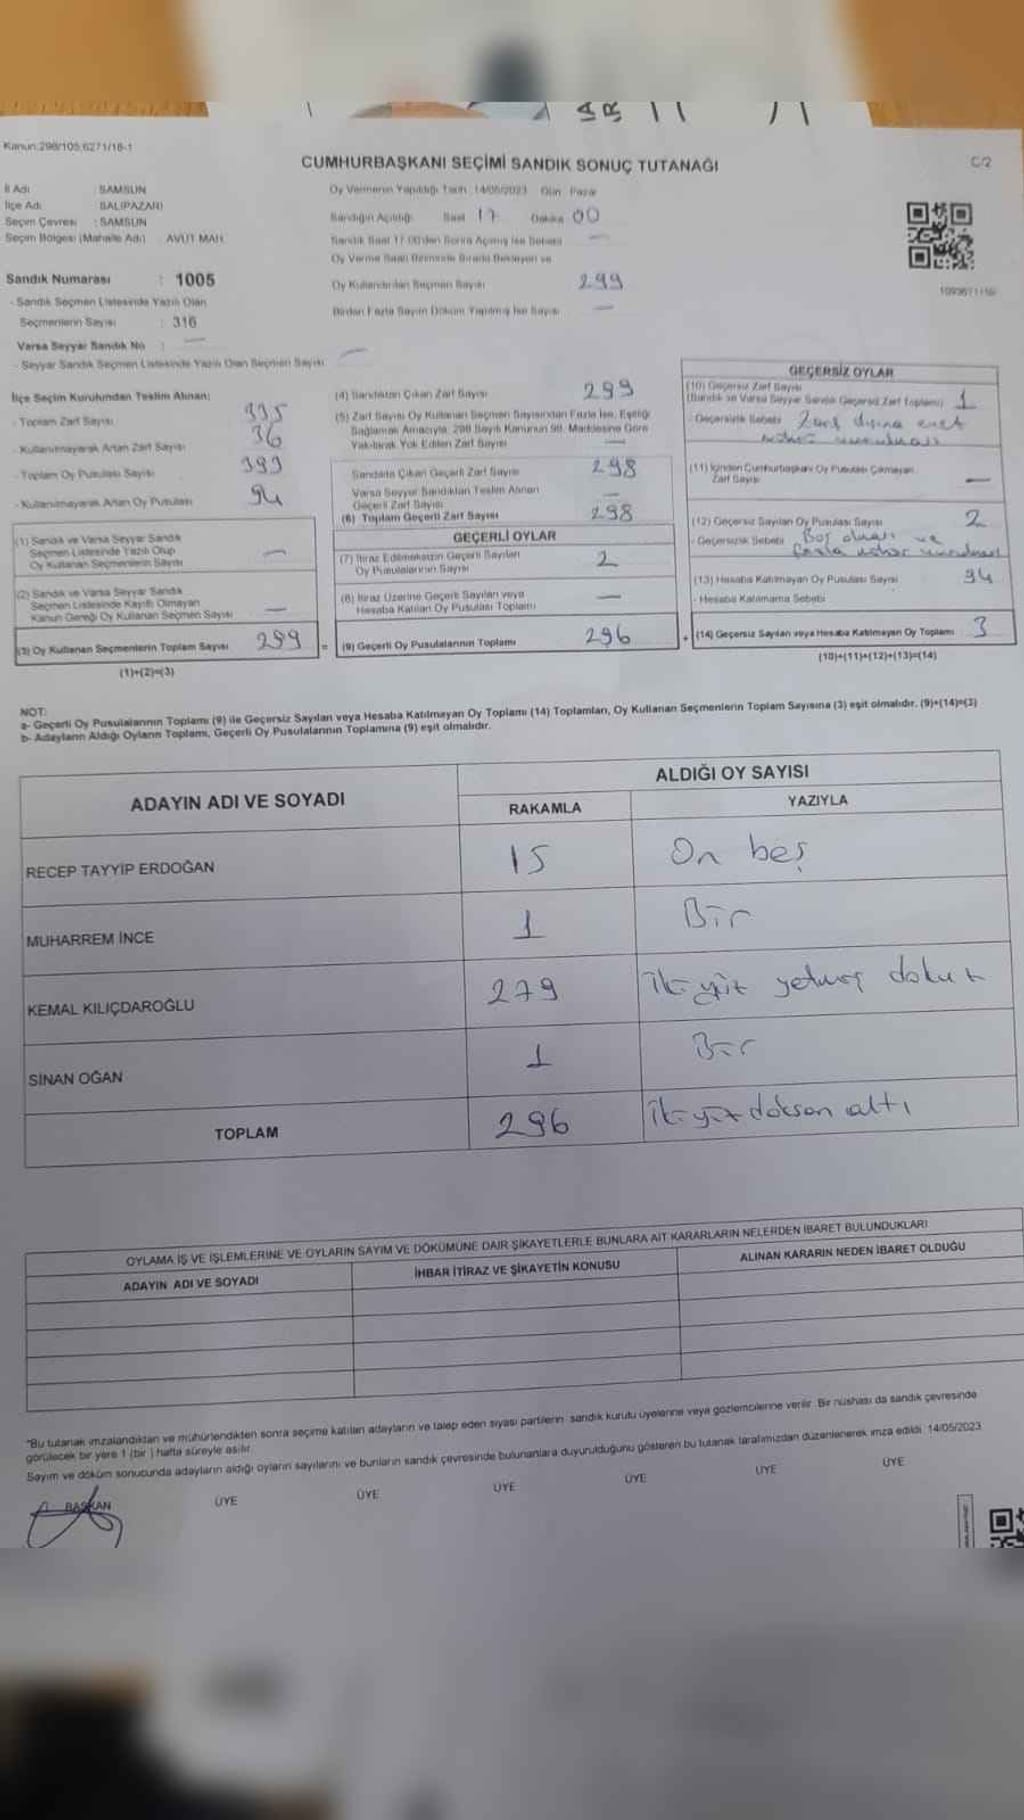 Kanun:298/105,6271/18-1
CUMHURBAŞKANI SEÇİMİ SANDIK SONUÇ TUTANAĞI
C/2
İl Adı : SAMSUN
İlçe Adı : SALIPAZARI
Seçim Çevresi : SAMSUN
Seçim Bölgesi (Mahalle Adı) AVUT MAH.
Oy Vermenin Yapıldığı Tarih : 14/05/2023 Gün : Pazar
Sandığın Açıldığı Saat 17 Dakika 00
Sandık Saat 17.00'den Sonra Açılmış İse Sebebi
Oy Verme Saati Bitiminde Sırada Bekleyen ve
Oy Kullandırılan Seçmen Sayısı 299
Birden Fazla Sayım Döküm Yapılmış İse Sayısı —
Sandık Numarası : 1005
- Sandık Seçmen Listesinde Yazılı Olan
Seçmenlerin Sayısı : 316
Varsa Seyyar Sandık No : —
- Seyyar Sandık Seçmen Listesinde Yazılı Olan Seçmen Sayısı —
İlçe Seçim Kurulundan Teslim Alınan:
- Toplam Zarf Sayısı 335
- Kullanılmayarak Artan Zarf Sayısı 36
- Toplam Oy Pusulası Sayısı 393
- Kullanılmayarak Artan Oy Pusulası 94
(1) Sandık ve Varsa Seyyar Sandık
Seçmen Listesinde Yazılı Olup
Oy Kullanan Seçmenlerin Sayısı —
(2) Sandık ve Varsa Seyyar Sandık
Seçmen Listesinde Kayıtlı Olmayan
Kanun Gereği Oy Kullanan Seçmen Sayısı —
(3) Oy Kullanan Seçmenlerin Toplam Sayısı 299 =
(1)+(2)=(3)
(4) Sandıktan Çıkan Zarf Sayısı 299
(5) Zarf Sayısı Oy Kullanan Seçmen Sayısından Fazla İse, Eşitliği
Sağlamak Amacıyla, 298 Sayılı Kanunun 98. Maddesine Göre
Yakılarak Yok Edilen Zarf Sayısı —
Sandıkta Çıkan Geçerli Zarf Sayısı 298
Varsa Seyyar Sandıktan Teslim Alınan
Geçerli Zarf Sayısı —
(6) Toplam Geçerli Zarf Sayısı 298
GEÇERLİ OYLAR
(7) İtiraz Edilmeksizin Geçerli Sayılan
Oy Pusulalarının Sayısı 2
(8) İtiraz Üzerine Geçerli Sayılan veya
Hesaba Katılan Oy Pusulası Toplamı —
(9) Geçerli Oy Pusulalarının Toplamı 296 +
GEÇERSİZ OYLAR
(10) Geçersiz Zarf Sayısı
(Sandık ve Varsa Seyyar Sandık Geçersiz Zarf Toplamı) 1
- Geçersizlik Sebebi Zarf dışına evet
(11) İçinden Cumhurbaşkanı Oy Pusulası Çıkmayan
Zarf Sayısı —
(12) Geçersiz Sayılan Oy Pusulası Sayısı 2
- Geçersizlik Sebebi Boş olması ve
(13) Hesaba Katılmayan Oy Pusulası Sayısı 94
- Hesaba Katılmama Sebebi
(14) Geçersiz Sayılan veya Hesaba Katılmayan Oy Toplamı 3
(10)+(11)+(12)+(13)=(14)
NOT:
a- Geçerli Oy Pusulalarının Toplamı (9) ile Geçersiz Sayılan veya Hesaba Katılmayan Oy Toplamı (14) Toplamları, Oy Kullanan Seçmenlerin Toplam Sayısına (3) eşit olmalıdır. (9)+(14)=(3)
b- Adayların Aldığı Oyların Toplamı, Geçerli Oy Pusulalarının Toplamına (9) eşit olmalıdır.
ADAYIN ADI VE SOYADI
ALDIĞI OY SAYISI
RAKAMLA YAZIYLA
RECEP TAYYİP ERDOĞAN 15 On beş
MUHARREM İNCE 1 Bir
KEMAL KILIÇDAROĞLU 279 iki yüz yetmiş dokuz
SİNAN OĞAN 1 Bir
TOPLAM 296 iki yüz doksan altı
OYLAMA İŞ VE İŞLEMLERİNE VE OYLARIN SAYIM VE DÖKÜMÜNE DAİR ŞİKAYETLERLE BUNLARA AİT KARARLARIN NELERDEN İBARET BULUNDUKLARI
ADAYIN ADI VE SOYADI İHBAR İTİRAZ VE ŞİKAYETİN KONUSU ALINAN KARARIN NEDEN İBARET OLDUĞU
"Bu tutanak imzalandıktan ve mühürlendikten sonra seçime katılan adayların ve talep eden siyasi partilerin sandık kurulu üyelerine veya gözlemcilerine verilir. Bir nüshası da sandık çevresinde
görülecek bir yere 1 (bir ) hafta süreyle asılır.
Sayım ve döküm sonucunda adayların aldığı oyların sayılarını ve bunların sandık çevresinde bulunanlara duyurulduğunu gösteren bu tutanak tarafımızdan düzenlenerek imza edildi. 14/05/2023
BAŞKAN ÜYE ÜYE ÜYE ÜYE ÜYE ÜYE